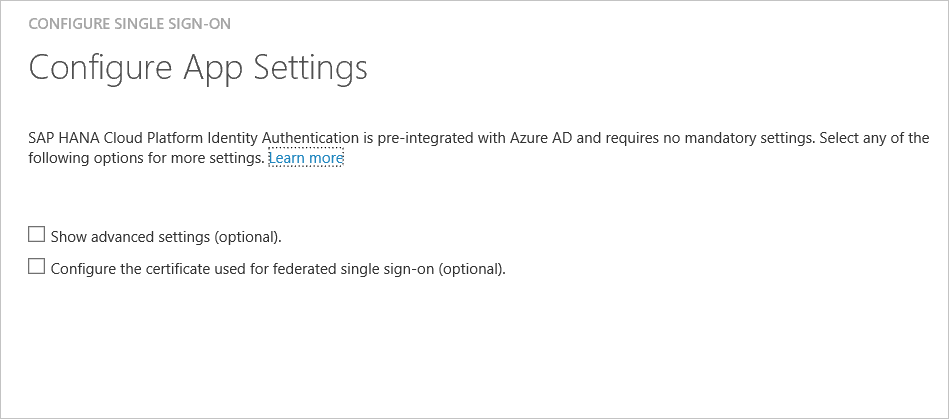 CONFIGURE SINGLE SIGN-ON
Configure App Settings
SAP HANA Cloud Platform Identity Authentication is pre-integrated with Azure AD and requires no mandatory settings. Select any of the
following options for more settings. Learn more
Show advanced settings (optional).
Configure the certificate used for federated single sign-on (optional).